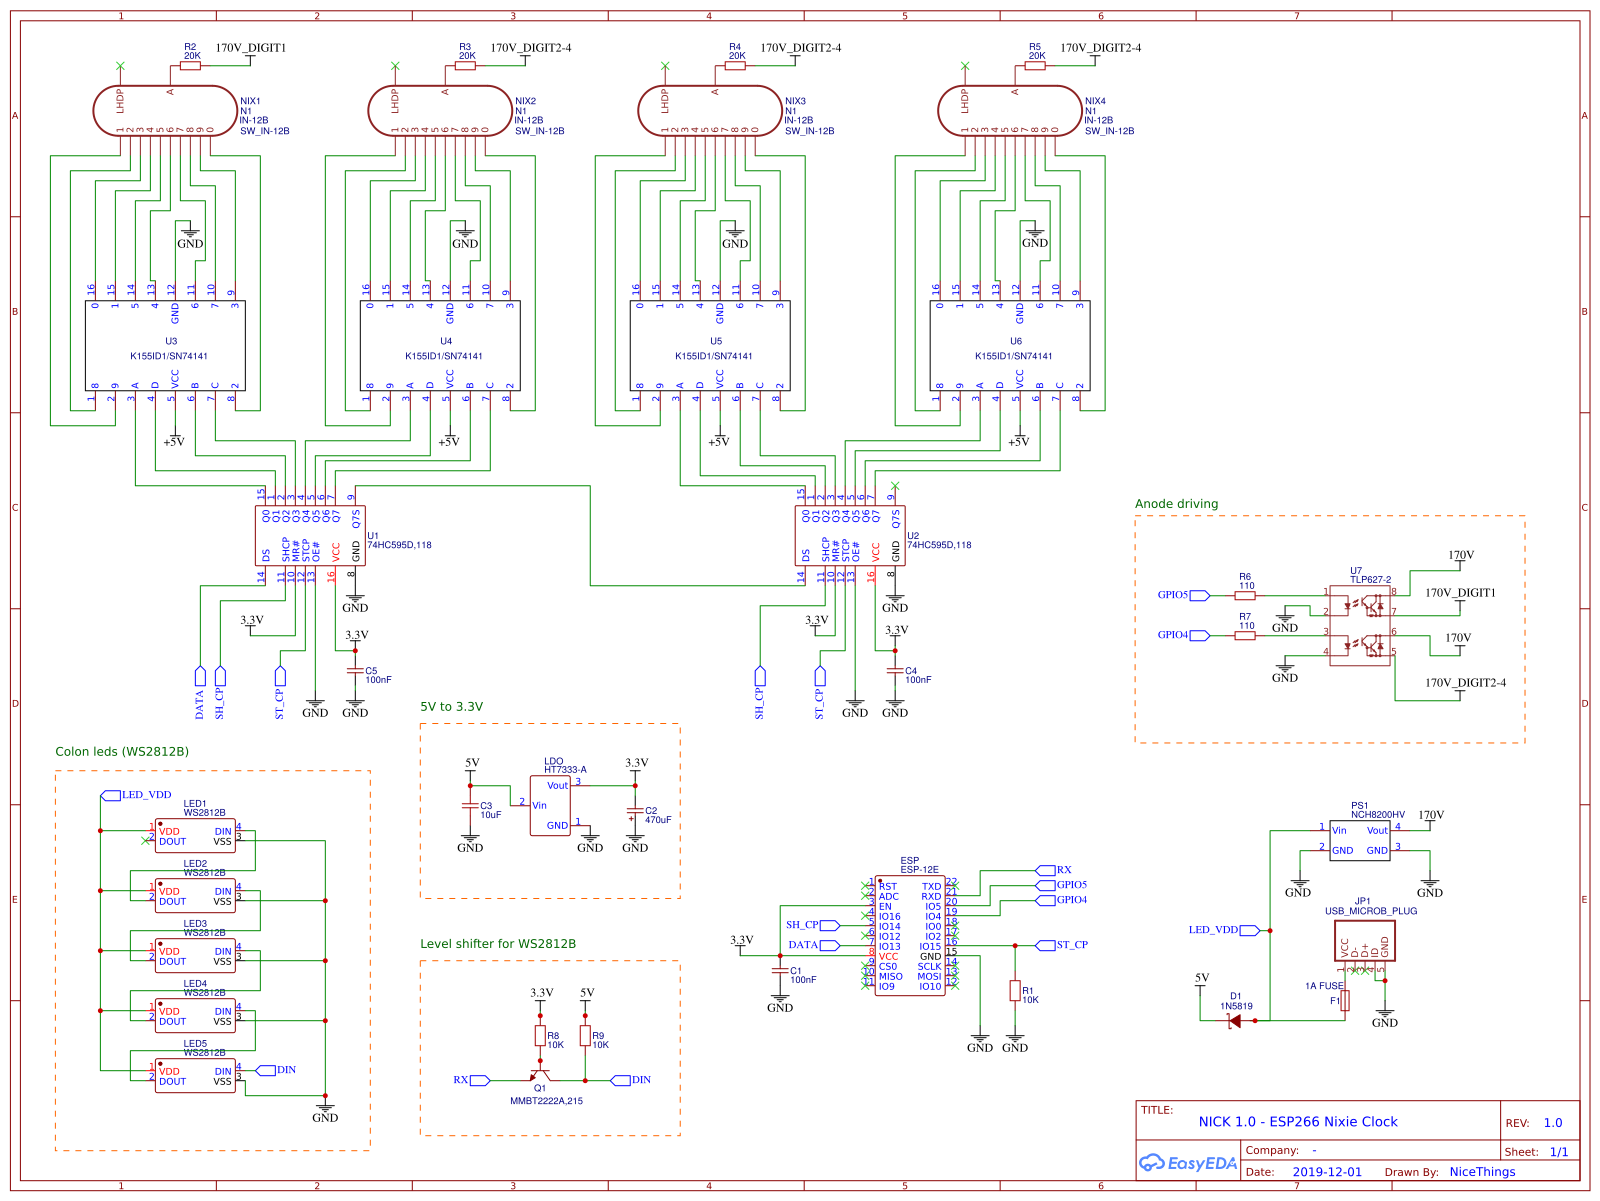 1 2 3 4 5 6 7
A B C D E
A B C D E
R2
20K
170V_DIGIT1
R3
20K
170V_DIGIT2-4
R4
20K
170V_DIGIT2-4
R5
20K
170V_DIGIT2-4
LHDP A
1 2 3 4 5 6 7 8 9 0
NIX1
N1
IN-12B
SW_IN-12B
LHDP A
1 2 3 4 5 6 7 8 9 0
NIX2
N1
IN-12B
SW_IN-12B
LHDP A
1 2 3 4 5 6 7 8 9 0
NIX3
N1
IN-12B
SW_IN-12B
LHDP A
1 2 3 4 5 6 7 8 9 0
NIX4
N1
IN-12B
SW_IN-12B
GND
GND
GND
GND
16 15 14 13 12 11 10 9
0 1 5 4 GND 6 7 3
U3
K155ID1/SN74141
8 9 A D VCC B C 2
1 2 3 4 5 6 7 8
+5V
16 15 14 13 12 11 10 9
0 1 5 4 GND 6 7 3
U4
K155ID1/SN74141
8 9 A D VCC B C 2
1 2 3 4 5 6 7 8
+5V
16 15 14 13 12 11 10 9
0 1 5 4 GND 6 7 3
U5
K155ID1/SN74141
8 9 A D VCC B C 2
1 2 3 4 5 6 7 8
+5V
16 15 14 13 12 11 10 9
0 1 5 4 GND 6 7 3
U6
K155ID1/SN74141
8 9 A D VCC B C 2
1 2 3 4 5 6 7 8
+5V
15 1 2 3 4 5 6 7 9
Q0 Q1 Q2 Q3 Q4 Q5 Q6 Q7 Q7S
U1
74HC595D,118
DS SHCP MR# STCP OE# VCC GND
14 11 10 12 13 16 8
GND
3.3V
3.3V
C5
100nF
DATA
SH_CP
ST_CP
GND
GND
15 1 2 3 4 5 6 7 9
Q0 Q1 Q2 Q3 Q4 Q5 Q6 Q7 Q7S
U2
74HC595D,118
DS SHCP MR# STCP OE# VCC GND
14 11 10 12 13 16 8
GND
3.3V
3.3V
C4
100nF
SH_CP
ST_CP
GND
GND
Anode driving
170V
U7
TLP627-2
GPIO5
R6
110
1 8
170V_DIGIT1
2 7
GND
GPIO4
R7
110
3 6
170V
4 5
GND
170V_DIGIT2-4
5V to 3.3V
5V
LDO
HT7333-A
3.3V
Vout 3
2 Vin
GND 1
C3
10uF
C2
470uF
+
GND
GND
GND
Colon leds (WS2812B)
LED_VDD
LED1
WS2812B
1 VDD DIN 4
2 DOUT VSS 3
LED2
WS2812B
1 VDD DIN 4
2 DOUT VSS 3
LED3
WS2812B
1 VDD DIN 4
2 DOUT VSS 3
LED4
WS2812B
1 VDD DIN 4
2 DOUT VSS 3
LED5
WS2812B
1 VDD DIN 4
2 DOUT VSS 3
DIN
GND
Level shifter for WS2812B
3.3V
5V
R8
10K
R9
10K
RX
DIN
Q1
MMBT2222A,215
ESP
ESP-12E
1 RST TXD 22
2 ADC RXD 21
3 EN IO5 20
4 IO16 IO4 19
5 IO14 IO0 18
6 IO12 IO2 17
7 IO13 IO15 16
8 VCC GND 15
9 CS0 SCLK 14
10 MISO MOSI 13
11 IO9 IO10 12
RX
GPIO5
GPIO4
SH_CP
DATA
ST_CP
3.3V
C1
100nF
GND
R1
10K
GND
GND
PS1
NCH8200HV
170V
1 Vin Vout 4
2 GND GND 3
GND
GND
JP1
USB_MICROB_PLUG
LED_VDD
VCC D- D+ ID GND
1 2 3 4 5
5V
1A FUSE
F1
D1
1N5819
GND
TITLE:
NICK 1.0 - ESP266 Nixie Clock
REV: 1.0
EasyEDA
Company: -
Sheet: 1/1
Date: 2019-12-01
Drawn By: NiceThings
1 2 3 4 5 6 7